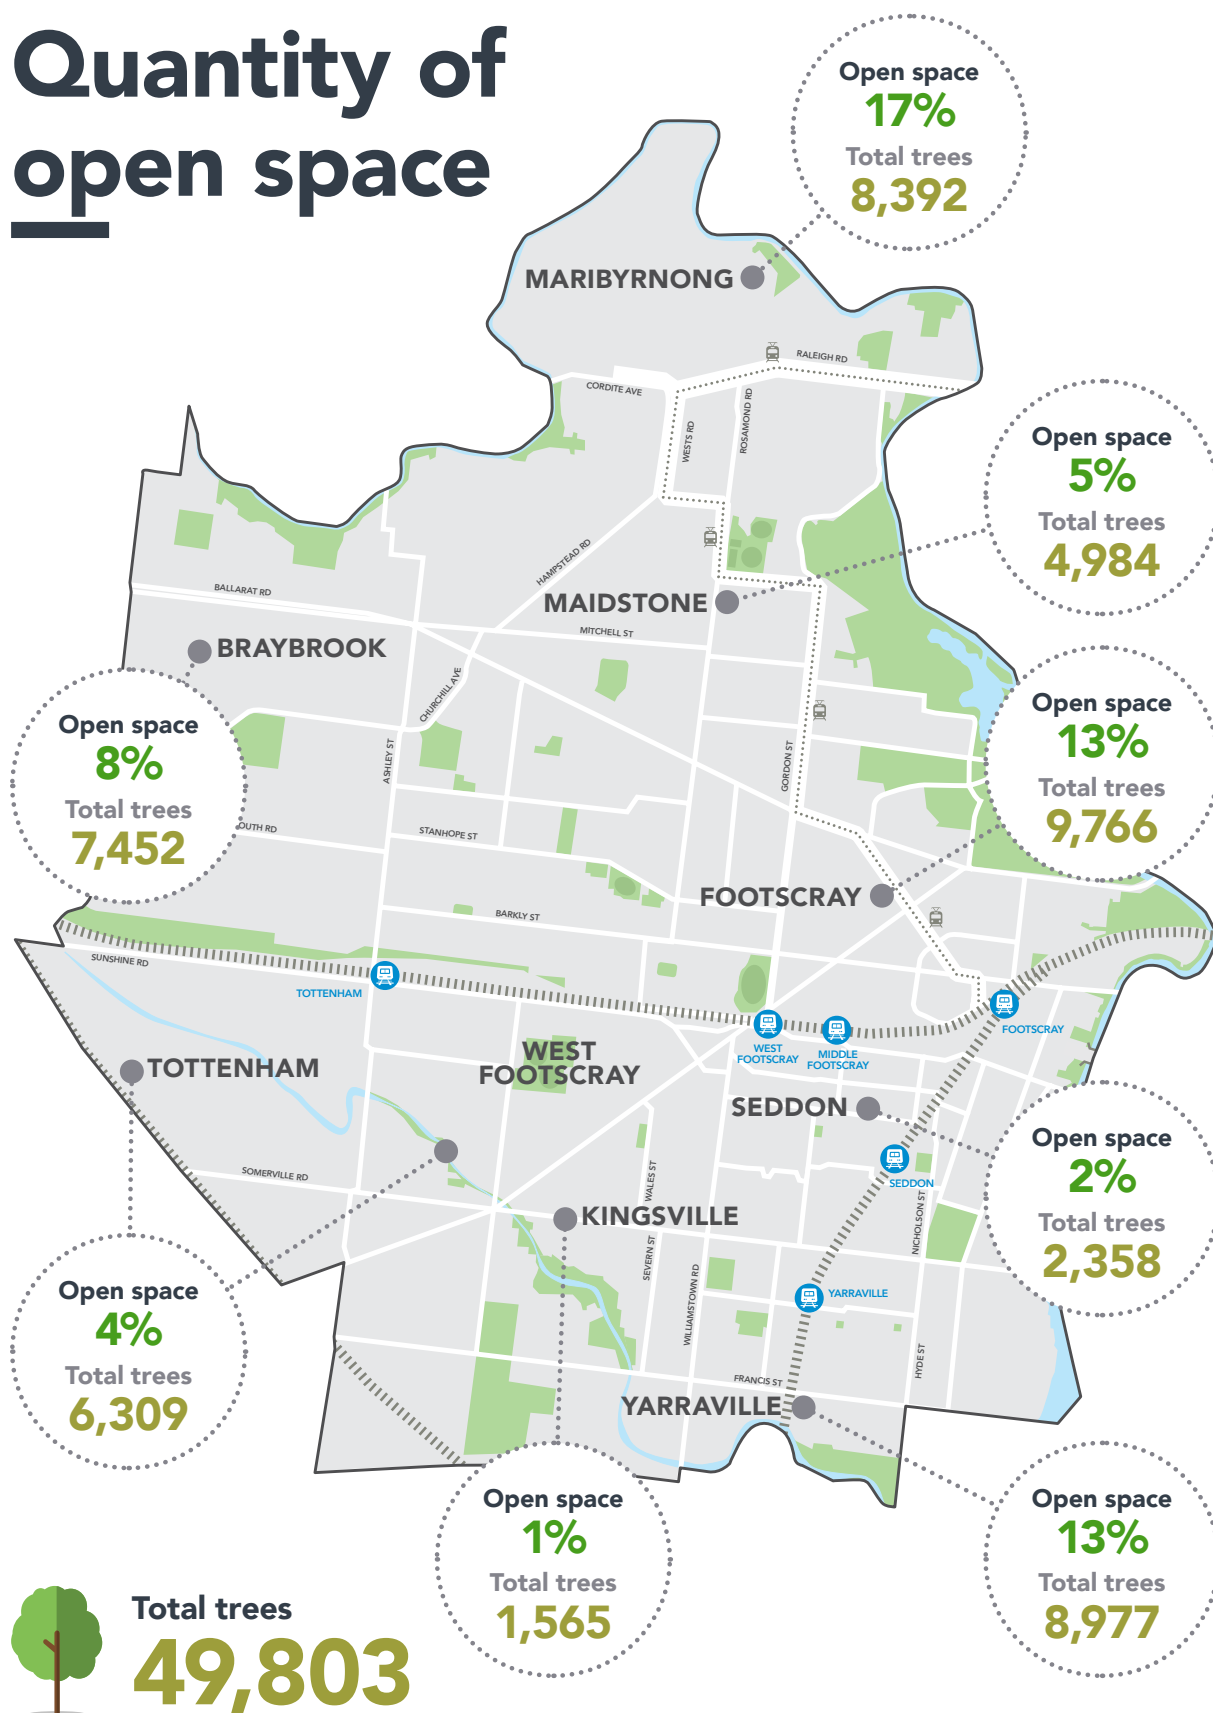 Quantity of
open space
Open space
17%
Total trees
8,392
MARIBYRNONG
RALEIGH RD
CORDITE AVE
ROSAMOND RD
WESTS RD
Open space
5%
Total trees
4,984
HAMPSTEAD RD
BALLARAT RD
MAIDSTONE
MITCHELL ST
BRAYBROOK
CHURCHILL AVE
Open space
8%
Total trees
7,452
ASHLEY ST
GORDON ST
Open space
13%
Total trees
9,766
OUTH RD
STANHOPE ST
FOOTSCRAY
BARKLY ST
SUNSHINE RD
TOTTENHAM
FOOTSCRAY
WEST
FOOTSCRAY
MIDDLE
FOOTSCRAY
WEST
FOOTSCRAY
TOTTENHAM
SEDDON
Open space
2%
Total trees
2,358
SEDDON
SOMERVILLE RD
WALES ST
NICHOLSON ST
KINGSVILLE
SEVERN ST
WILLIAMSTOWN RD
YARRAVILLE
Open space
4%
Total trees
6,309
HYDE ST
FRANCIS ST
YARRAVILLE
Open space
1%
Total trees
1,565
Open space
13%
Total trees
8,977
Total trees
49,803